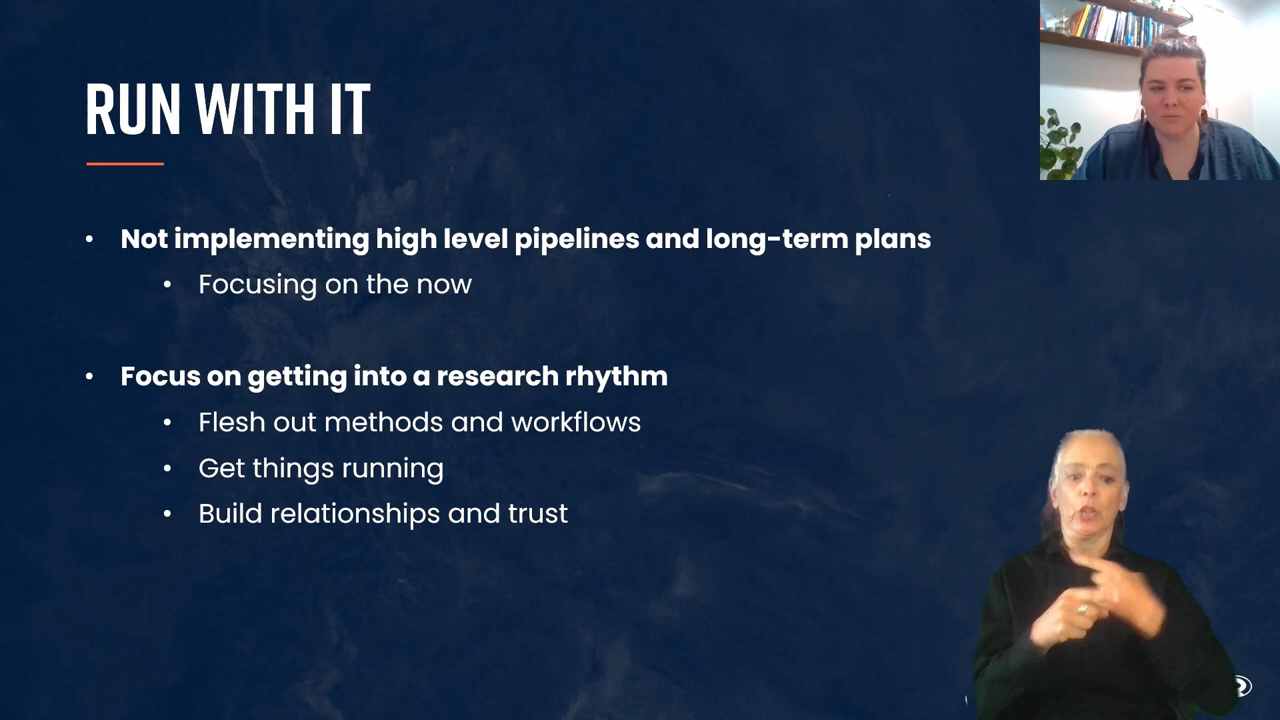 RUN WITH IT
• Not implementing high level pipelines and long-term plans
• Focusing on the now
• Focus on getting into a research rhythm
• Flesh out methods and workflows
• Get things running
• Build relationships and trust